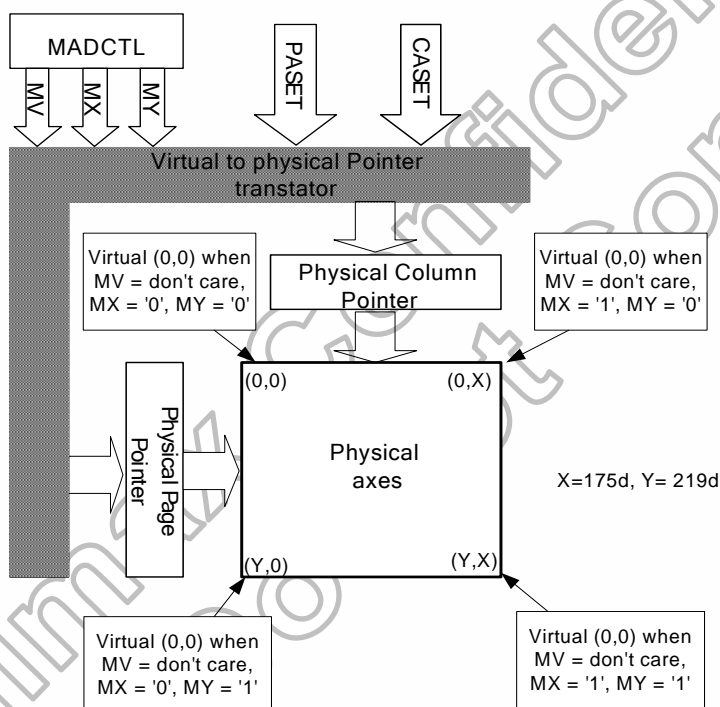 MADCTL
MV
MX
MY
PASET
CASET
Virtual to physical Pointer
transtator
Virtual (0,0) when
MV = don't care,
MX = '0', MY = '0'
Physical Column
Pointer
Virtual (0,0) when
MV = don't care,
MX = '1', MY = '0'
(0,0)
(0,X)
Physical Page
Pointer
Physical
axes
X=175d, Y= 219d
(Y,0)
(Y,X)
Virtual (0,0) when
MV = don't care,
MX = '0', MY = '1'
Virtual (0,0) when
MV = don't care,
MX = '1', MY = '1'